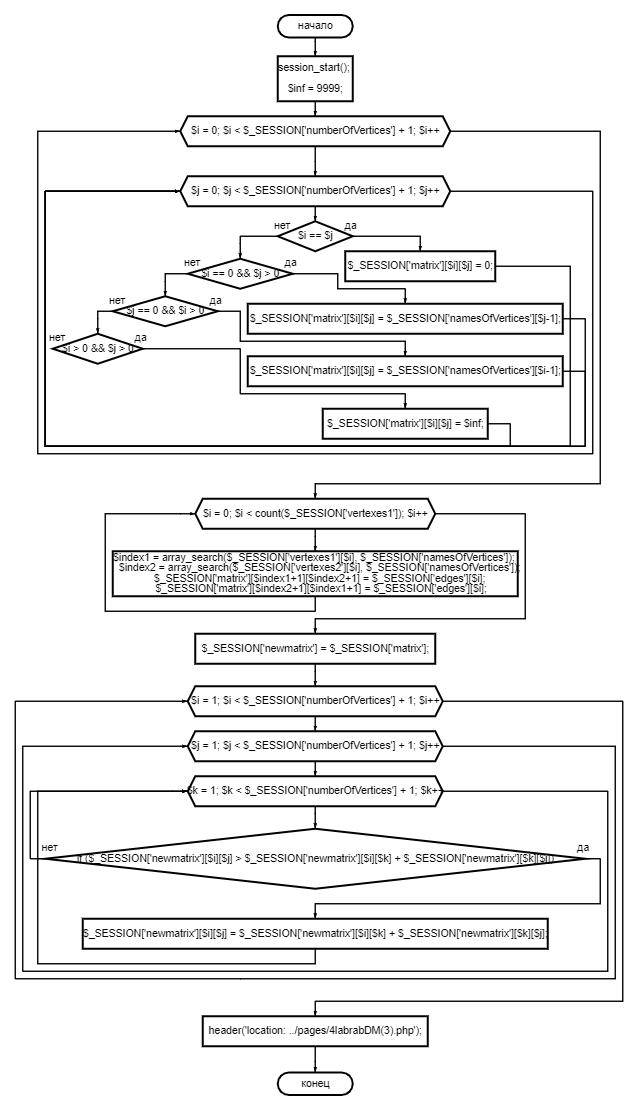 начало
session_start();
$inf = 9999;
$i = 0; $i < $_SESSION['numberOfVertices'] + 1; $i++
$j = 0; $j < $_SESSION['numberOfVertices'] + 1; $j++
нет
да
$i == $j
нет
да
$_SESSION['matrix'][$i][$j] = 0;
$i == 0 && $j > 0
нет
да
$j == 0 && $i > 0
$_SESSION['matrix'][$i][$j] = $_SESSION['namesOfVertices'][$j-1];
нет
да
$i > 0 && $j > 0
$_SESSION['matrix'][$i][$j] = $_SESSION['namesOfVertices'][$i-1];
$_SESSION['matrix'][$i][$j] = $inf;
$i = 0; $i < count($_SESSION['vertexes1']); $i++
$index1 = array_search($_SESSION['vertexes1'][$i], $_SESSION['namesOfVertices']);
$index2 = array_search($_SESSION['vertexes2'][$i], $_SESSION['namesOfVertices']);
$_SESSION['matrix'][$index1+1][$index2+1] = $_SESSION['edges'][$i];
$_SESSION['matrix'][$index2+1][$index1+1] = $_SESSION['edges'][$i];
$_SESSION['newmatrix'] = $_SESSION['matrix'];
$i = 1; $i < $_SESSION['numberOfVertices'] + 1; $i++
$j = 1; $j < $_SESSION['numberOfVertices'] + 1; $j++
$k = 1; $k < $_SESSION['numberOfVertices'] + 1; $k++
нет
да
if ($_SESSION['newmatrix'][$i][$j] > $_SESSION['newmatrix'][$i][$k] + $_SESSION['newmatrix'][$k][$j])
$_SESSION['newmatrix'][$i][$j] = $_SESSION['newmatrix'][$i][$k] + $_SESSION['newmatrix'][$k][$j];
header('location: ../pages/4labrabDM(3).php');
конец